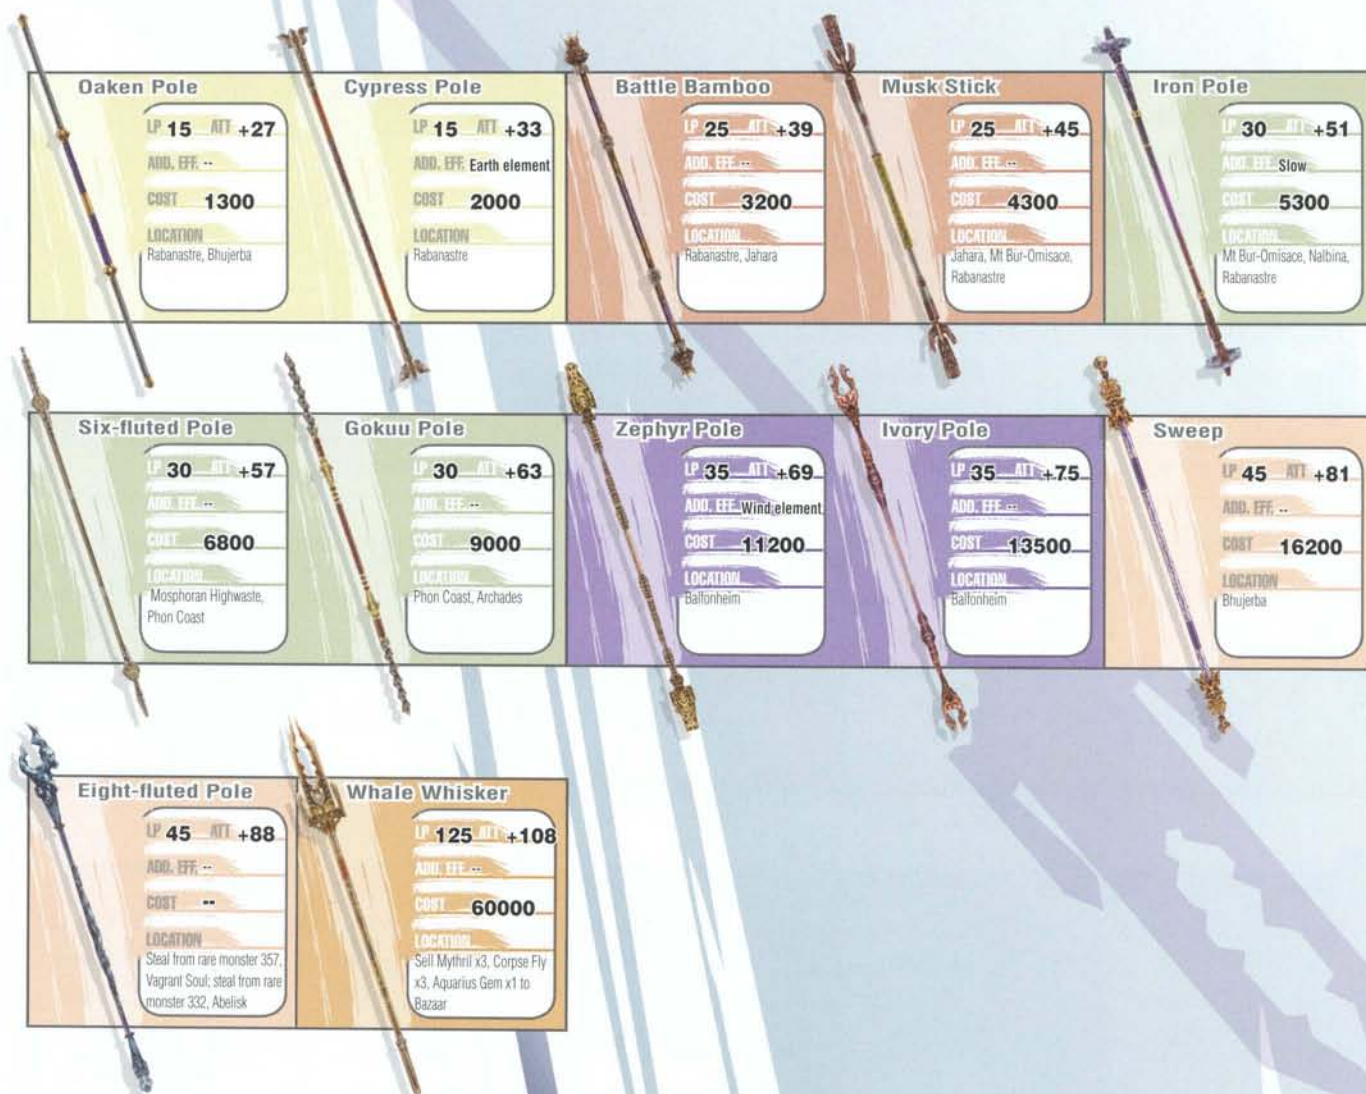 Oaken Pole
LP 15 ATT +27
ADD. EFF. --
COST 1300
LOCATION
Rabanastre, Bhujerba
Cypress Pole
LP 15 ATT +33
ADD. EFF. Earth element
COST 2000
LOCATION
Rabanastre
Battle Bamboo
LP 25 ATT +39
ADD. EFF. --
COST 3200
LOCATION
Rabanastre, Jahara
Musk Stick
LP 25 ATT +45
ADD. EFF. --
COST 4300
LOCATION
Jahara, Mt Bur-Omisace,
Rabanastre
Iron Pole
LP 30 ATT +51
ADD. EFF. Slow
COST 5300
LOCATION
Mt Bur-Omisace, Nalbina,
Rabanastre
Six-fluted Pole
LP 30 ATT +57
ADD. EFF. --
COST 6800
LOCATION
Mosphoran Highwaste,
Phon Coast
Gokuu Pole
LP 30 ATT +63
ADD. EFF. --
COST 9000
LOCATION
Phon Coast, Archades
Zephyr Pole
LP 35 ATT +69
ADD. EFF. Wind element
COST 11200
LOCATION
Balfonheim
Ivory Pole
LP 35 ATT +75
ADD. EFF. --
COST 13500
LOCATION
Balfonheim
Sweep
LP 45 ATT +81
ADD. EFF. --
COST 16200
LOCATION
Bhujerba
Eight-fluted Pole
LP 45 ATT +88
ADD. EFF. --
COST --
LOCATION
Steal from rare monster 357,
Vagrant Soul; steal from rare
monster 332, Abelisk
Whale Whisker
LP 125 ATT +108
ADD. EFF. --
COST 60000
LOCATION
Sell Mythril x3, Corpse Fly
x3, Aquarius Gem x1 to
Bazaar